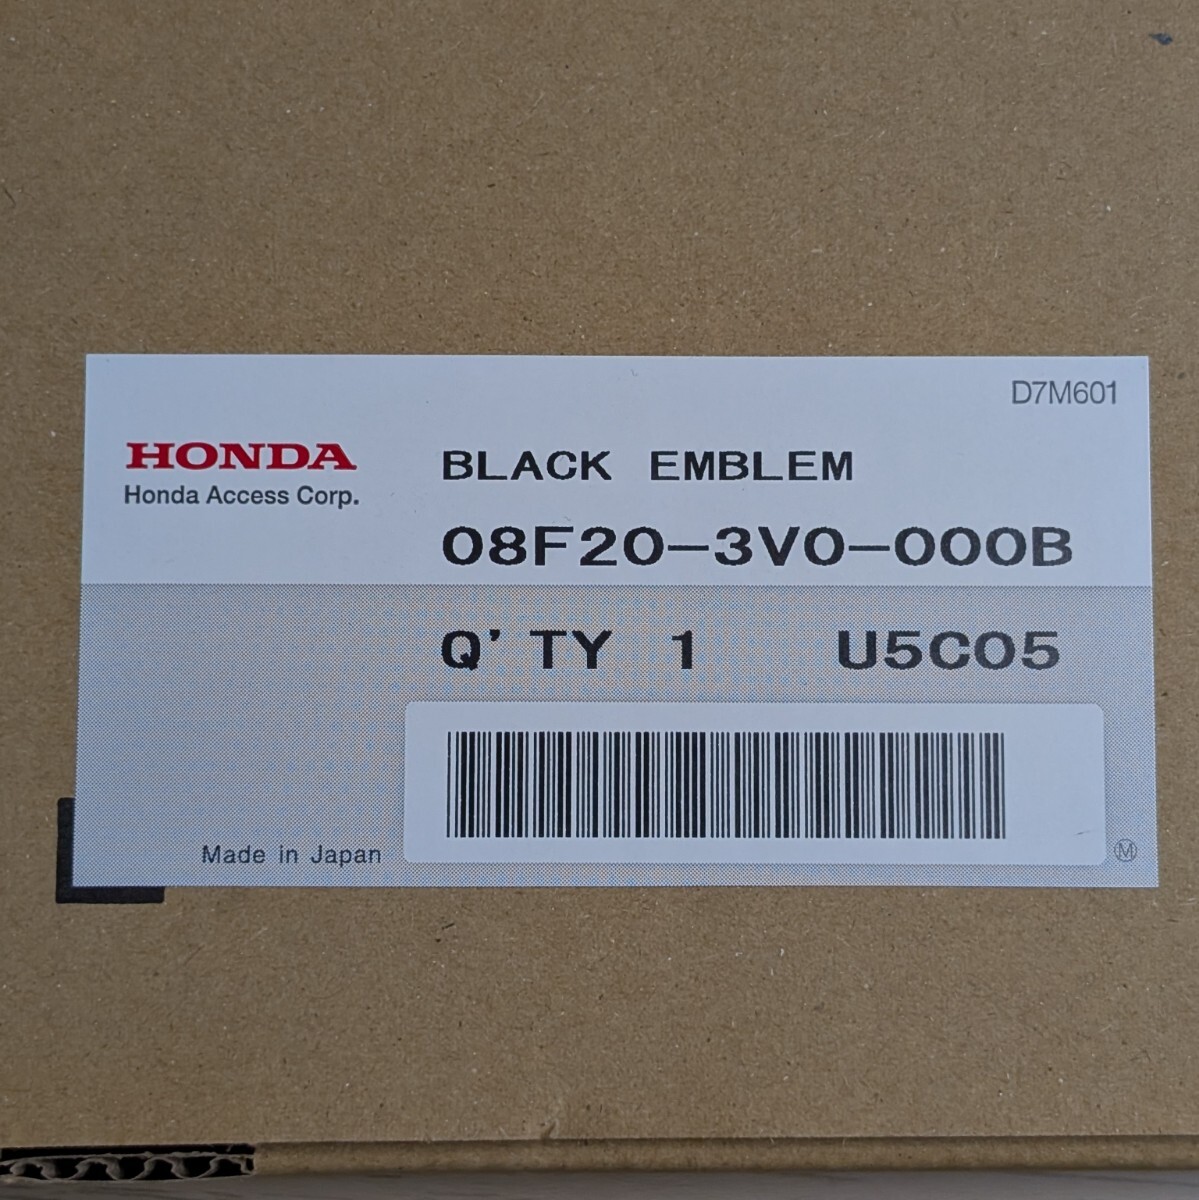 D7M601
HONDA
Honda Access Corp.
BLACK EMBLEM
08F20-3V0-000B
Q'TY 1 U5C05
Made in Japan
Ⓜ